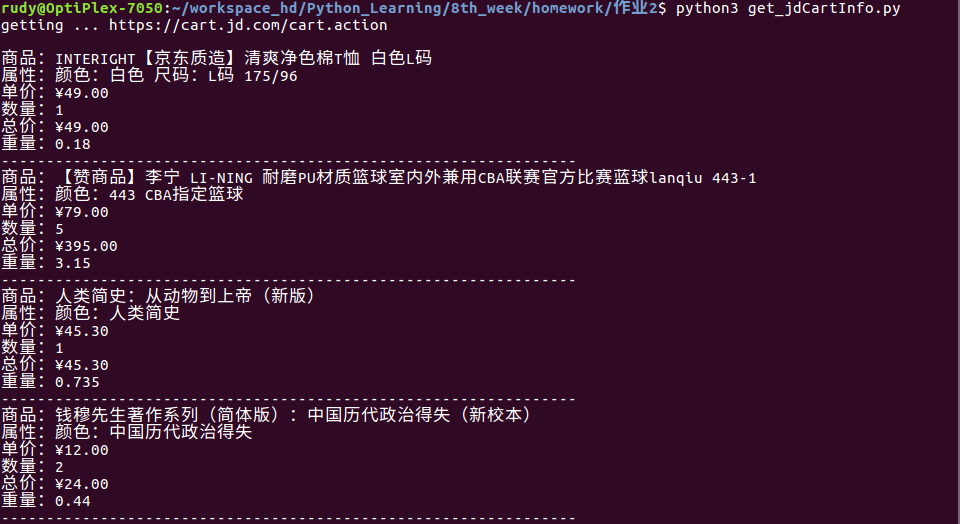 rudy@OptiPlex-7050:~/workspace_hd/Python_Learning/8th_week/homework/作业2$ python3 get_jdCartInfo.py
getting ... https://cart.jd.com/cart.action
商品：INTERIGHT【京东质造】清爽净色棉T恤 白色L码
属性：颜色：白色 尺码：L码 175/96
单价：¥49.00
数量：1
总价：¥49.00
重量：0.18
----------------------------------------------------------------
商品：【赞商品】李宁 LI-NING 耐磨PU材质篮球室内外兼用CBA联赛官方比赛蓝球lanqiu 443-1
属性：颜色：443 CBA指定篮球
单价：¥79.00
数量：5
总价：¥395.00
重量：3.15
----------------------------------------------------------------
商品：人类简史：从动物到上帝（新版）
属性：颜色：人类简史
单价：¥45.30
数量：1
总价：¥45.30
重量：0.735
----------------------------------------------------------------
商品：钱穆先生著作系列（简体版）：中国历代政治得失（新校本）
属性：颜色：中国历代政治得失
单价：¥12.00
数量：2
总价：¥24.00
重量：0.44
----------------------------------------------------------------